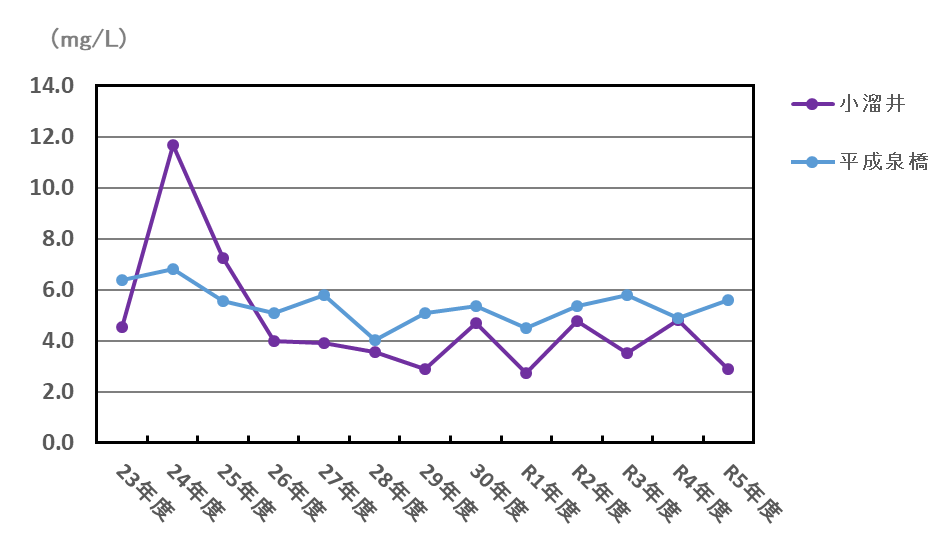 (mg/L)
14.0
12.0
10.0
8.0
6.0
4.0
2.0
0.0
23年度
24年度
25年度
26年度
27年度
28年度
29年度
30年度
R1年度
R2年度
R3年度
R4年度
R5年度
小溜井
平成泉橋